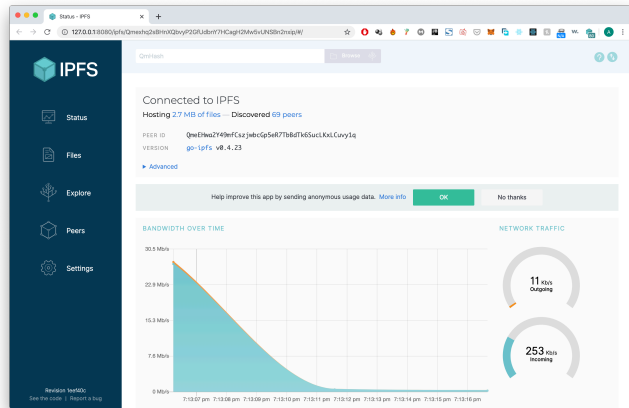 Status - IPFS
127.0.0.1:8080/ipfs/Qmexhq2sBHnXQbvyP2GfUdbnY7HCagH2Mw5vUNSBn2nxip/#/
IPFS
QmHash
Browse
Status
Files
Explore
Peers
Settings
Revision 1eef40c
See the code | Report a bug
Connected to IPFS
Hosting 2.7 MB of files — Discovered 69 peers
PEER ID QmeEHwa2Y49mfCszjwbcGp5eR7TbBdTk6SucLKxLCuvy1q
VERSION go-ipfs v0.4.23
Advanced
Help improve this app by sending anonymous usage data. More info OK No thanks
BANDWIDTH OVER TIME
30.5 Mb/s
22.9 Mb/s
15.3 Mb/s
7.6 Mb/s
0 Mb/s
7:13:07 pm 7:13:08 pm 7:13:09 pm 7:13:10 pm 7:13:11 pm 7:13:12 pm 7:13:13 pm 7:13:14 pm 7:13:15 pm 7:13:16 pm
NETWORK TRAFFIC
11 Kb/s
Outgoing
253 Kb/s
Incoming